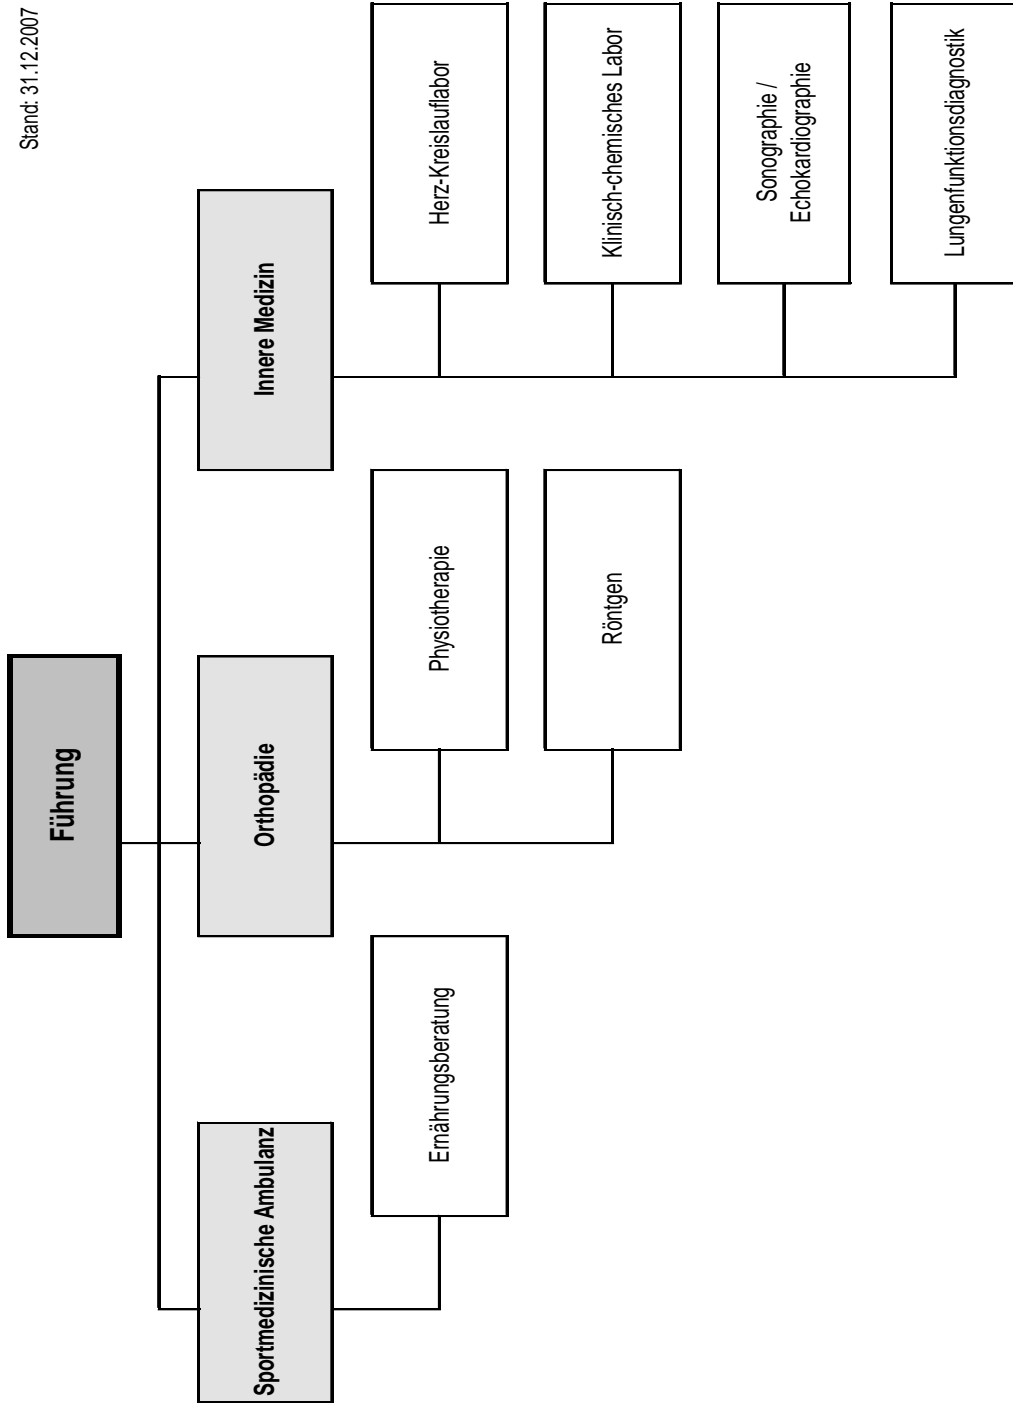 Stand: 31.12.2007
Führung
Sportmedizinische Ambulanz
Orthopädie
Innere Medizin
Ernährungsberatung
Physiotherapie
Herz-Kreislauflabor
Röntgen
Klinisch-chemisches Labor
Sonographie /
Echokardiographie
Lungenfunktionsdiagnostik